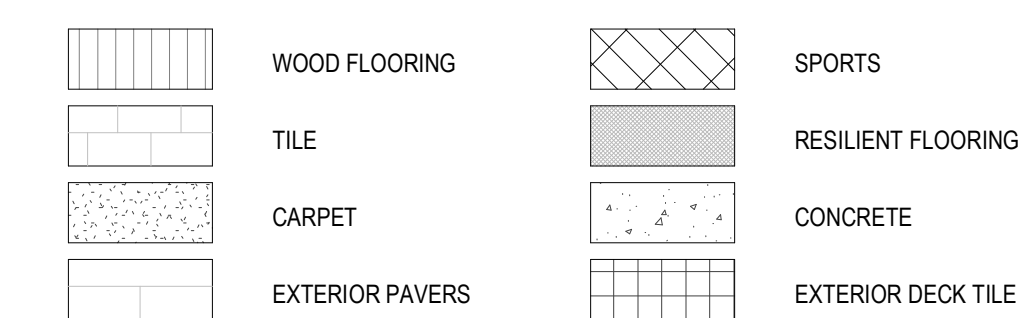 WOOD FLOORING
TILE
CARPET
EXTERIOR PAVERS
SPORTS
RESILIENT FLOORING
CONCRETE
EXTERIOR DECK TILE